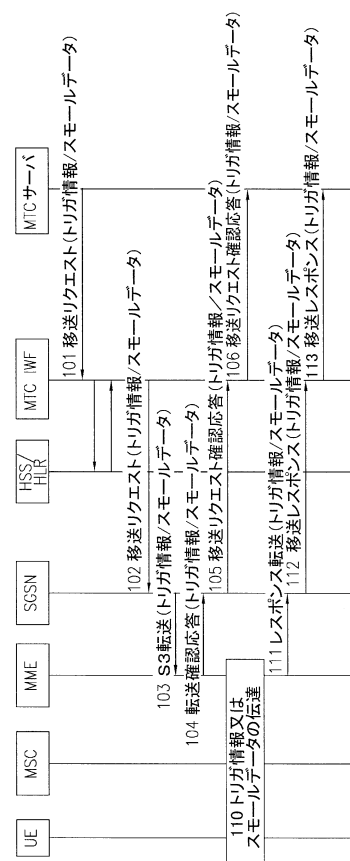 UE
MSC
MME
SGSN
HSS/
HLR
MTC IWF
MTCサーバ
101 移送リクエスト(トリガ情報/スモールデータ)
102 移送リクエスト(トリガ情報/スモールデータ)
103 S3転送(トリガ情報/スモールデータ)
104 転送確認応答(トリガ情報/スモールデータ)
105 移送リクエスト確認応答(トリガ情報/スモールデータ)
106 移送リクエスト確認応答(トリガ情報/スモールデータ)
110 トリガ情報又は
スモールデータの伝達
111 レスポンス転送(トリガ情報/スモールデータ)
112 移送レスポンス(トリガ情報/スモールデータ)
113 移送レスポンス(トリガ情報/スモールデータ)